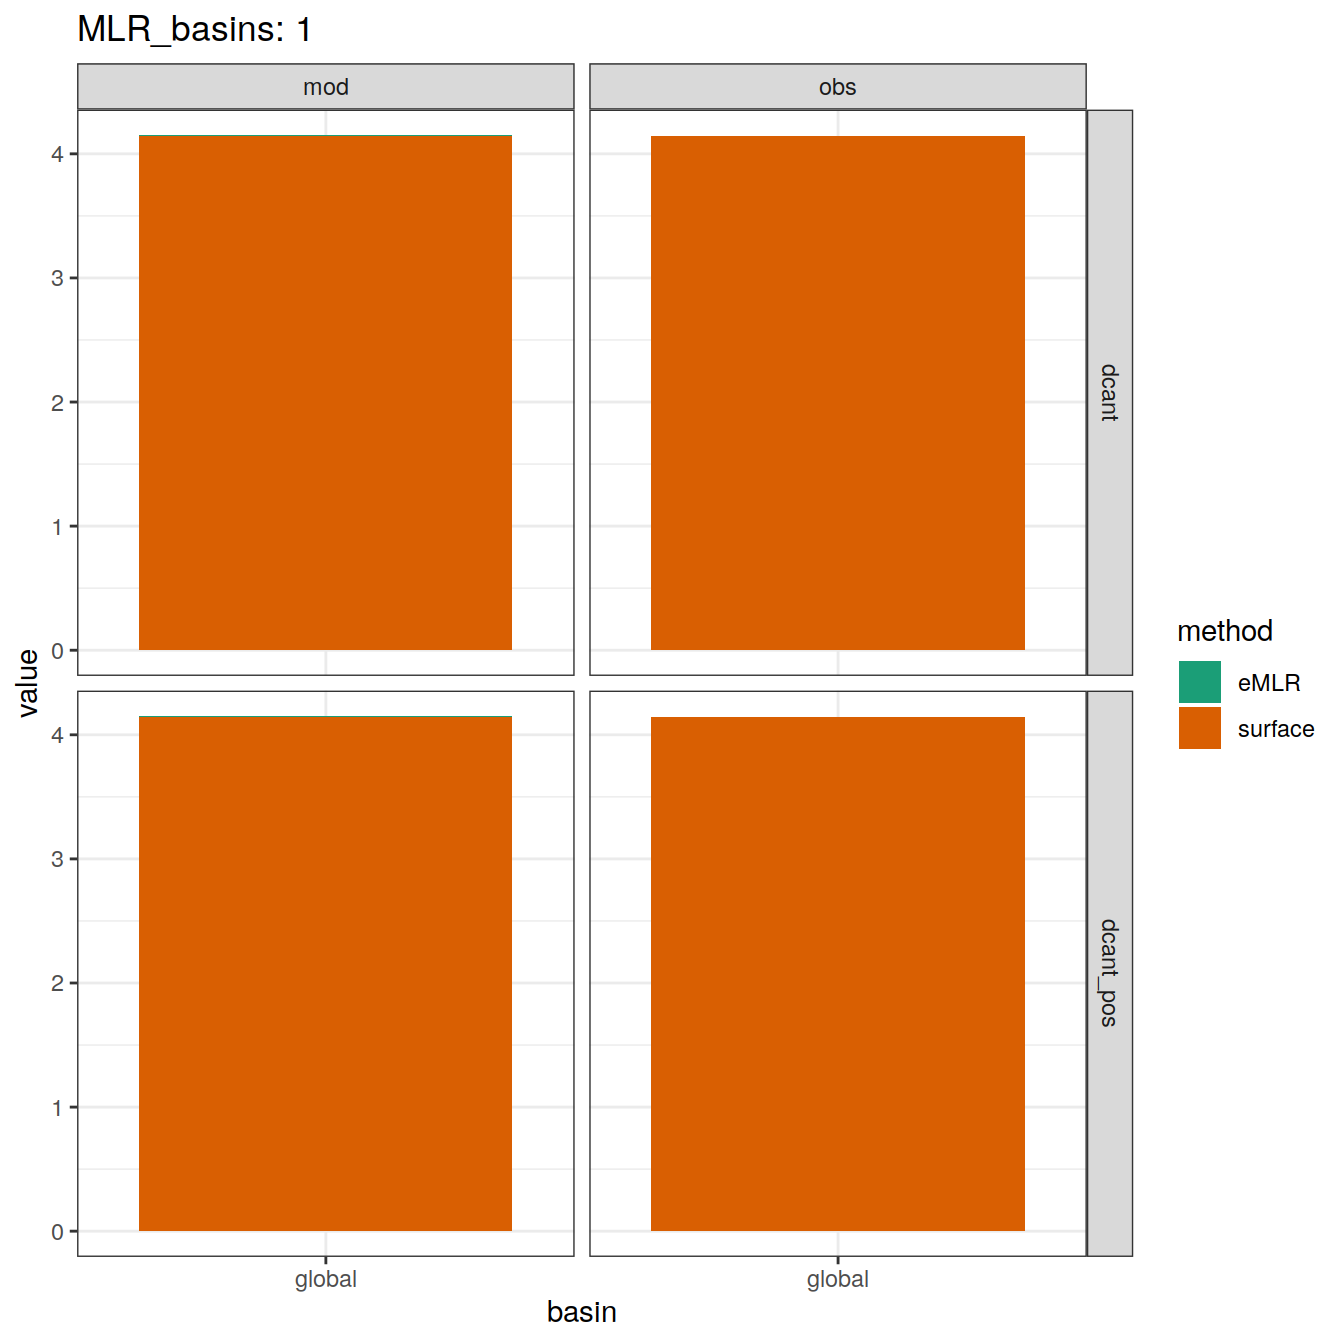 MLR_basins: 1
mod
obs
4
3
2
1
0
dcant
4
3
2
1
0
dcant_pos
value
global
global
basin
method
eMLR
surface